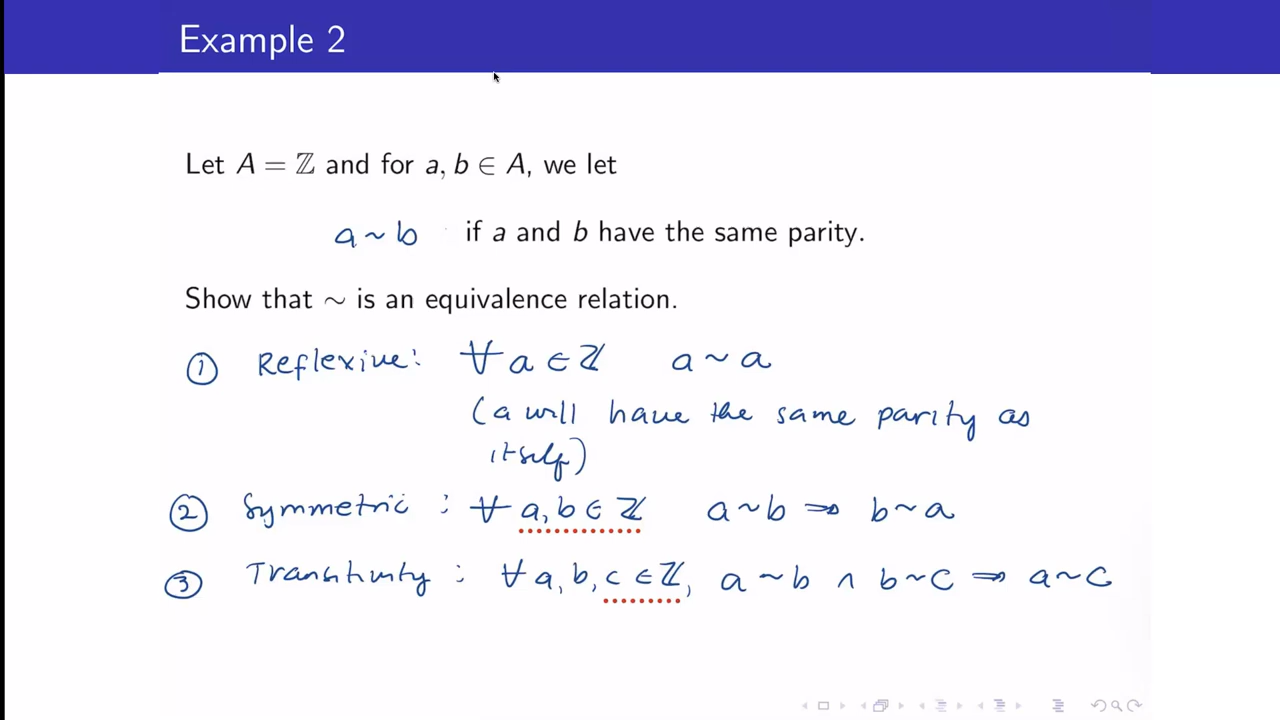 Example 2
Let A = ℤ and for a, b ∈ A, we let
a ~ b if a and b have the same parity.
Show that ∼ is an equivalence relation.
① Reflexive: ∀ a ∈ ℤ a ~ a
(a will have the same parity as
itself)
② Symmetric : ∀ a, b ∈ ℤ a ~ b ⇒ b ~ a
③ Transitivity : ∀ a, b, c ∈ ℤ, a ~ b ∧ b ~ c ⇒ a ~ c